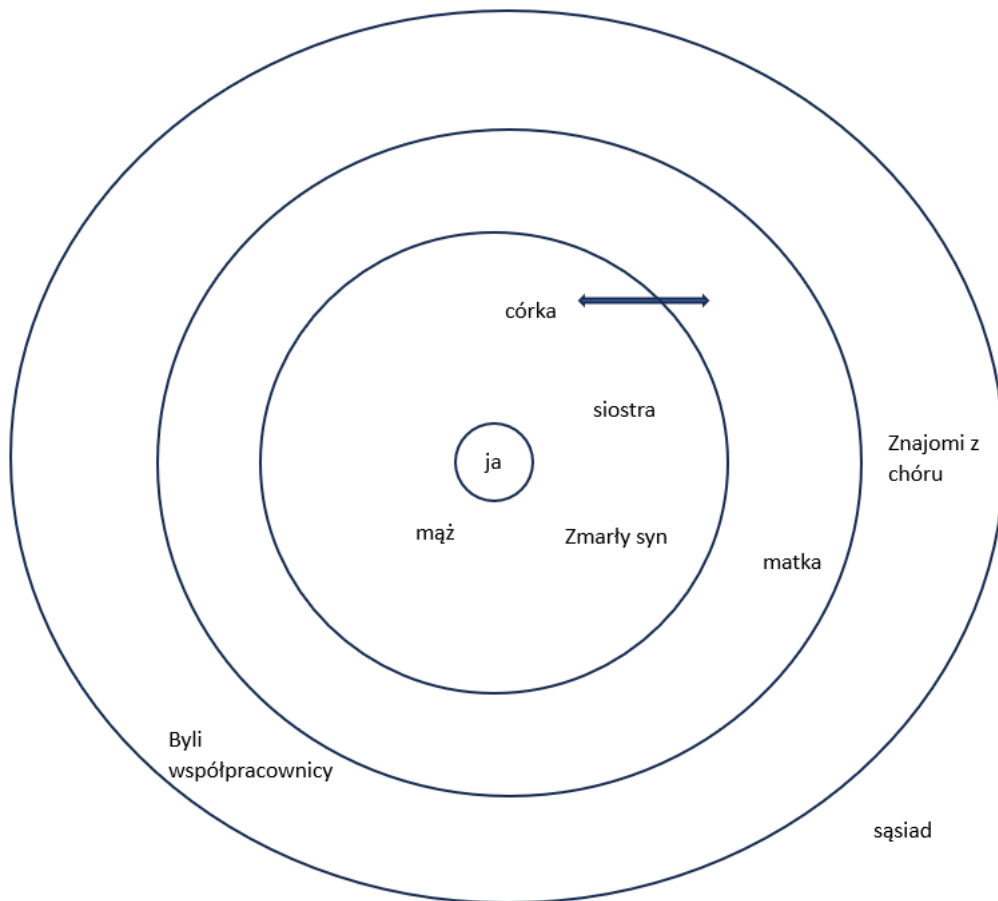 córka
siostra
Znajomi z
chóru
ja
mąż
Zmarły syn
matka
Byli
współpracownicy
sąsiad